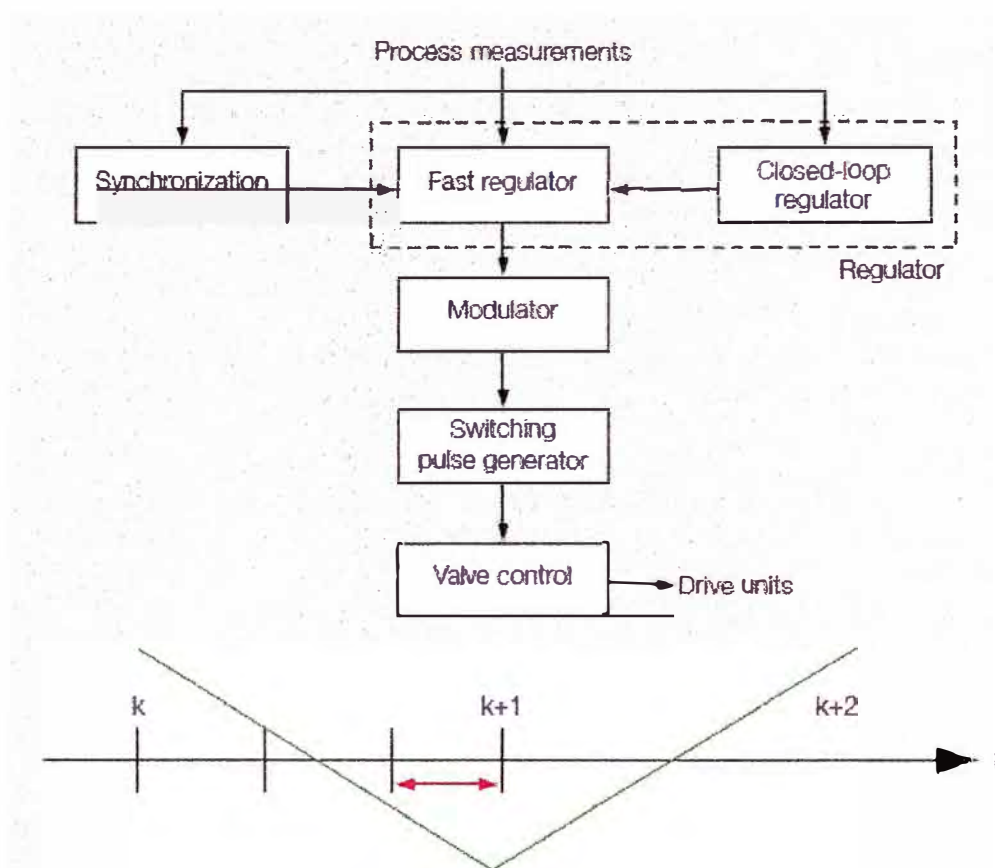 Process measurements
Synchronization
Fast regulator
Closed-loop
regulator
Regulator
Modulator
Switching
pulse generator
Valve control
Drive units
k
k+1
k+2